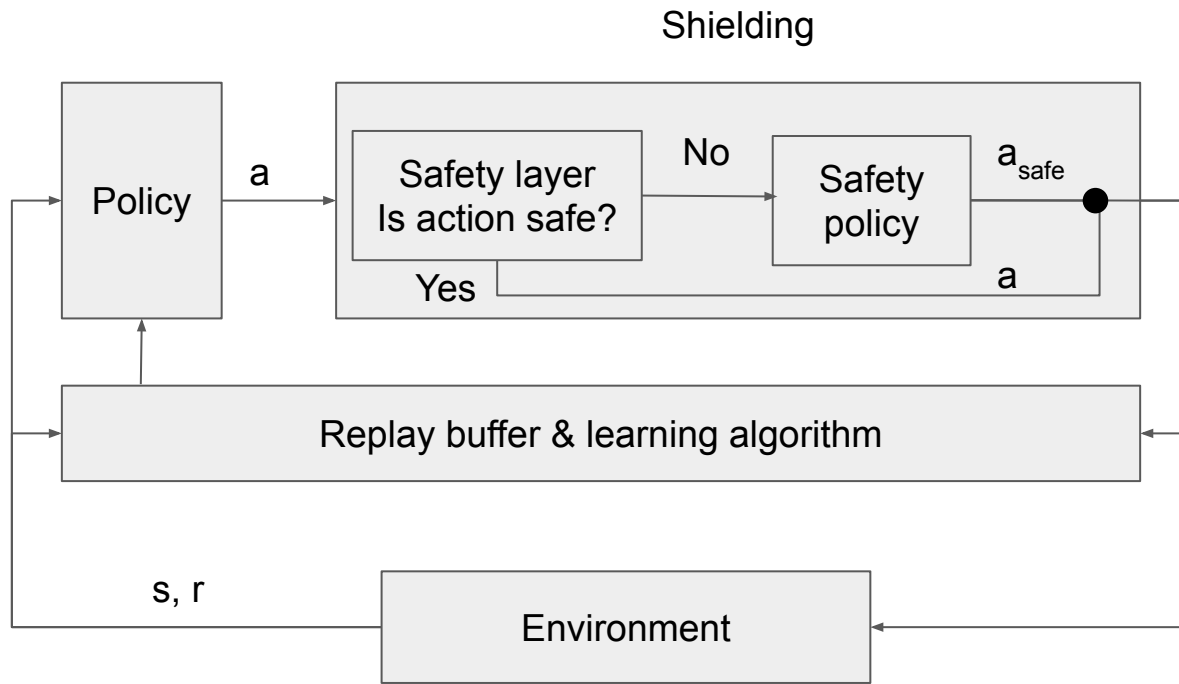 Shielding
Policy
a
Safety layer
Is action safe?
No
Safety
policy
a_safe
Yes
a
Replay buffer & learning algorithm
s, r
Environment